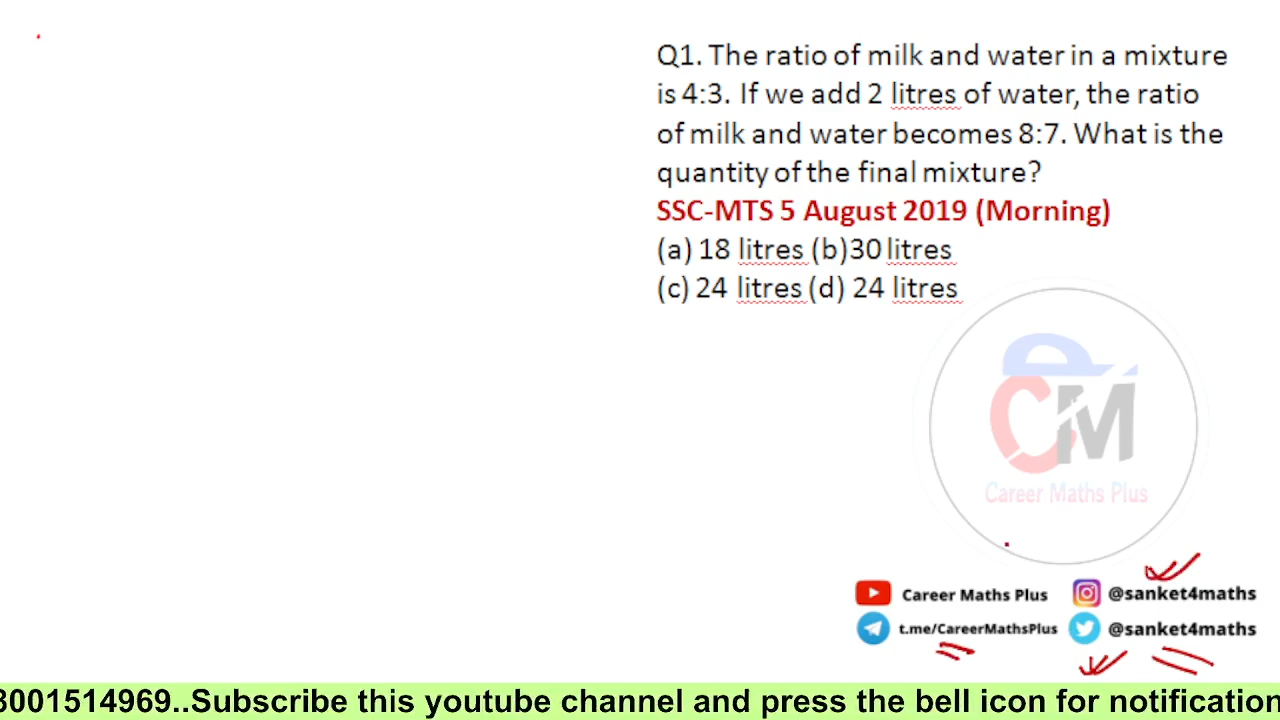 Q1. The ratio of milk and water in a mixture
is 4:3. If we add 2 litres of water, the ratio
of milk and water becomes 8:7. What is the
quantity of the final mixture?
SSC-MTS 5 August 2019 (Morning)
(a) 18 litres (b)30 litres
(c) 24 litres (d) 24 litres
CM
Career Maths Plus
Career Maths Plus @sanket4maths
t.me/CareerMathsPlus @sanket4maths
3001514969..Subscribe this youtube channel and press the bell icon for notification